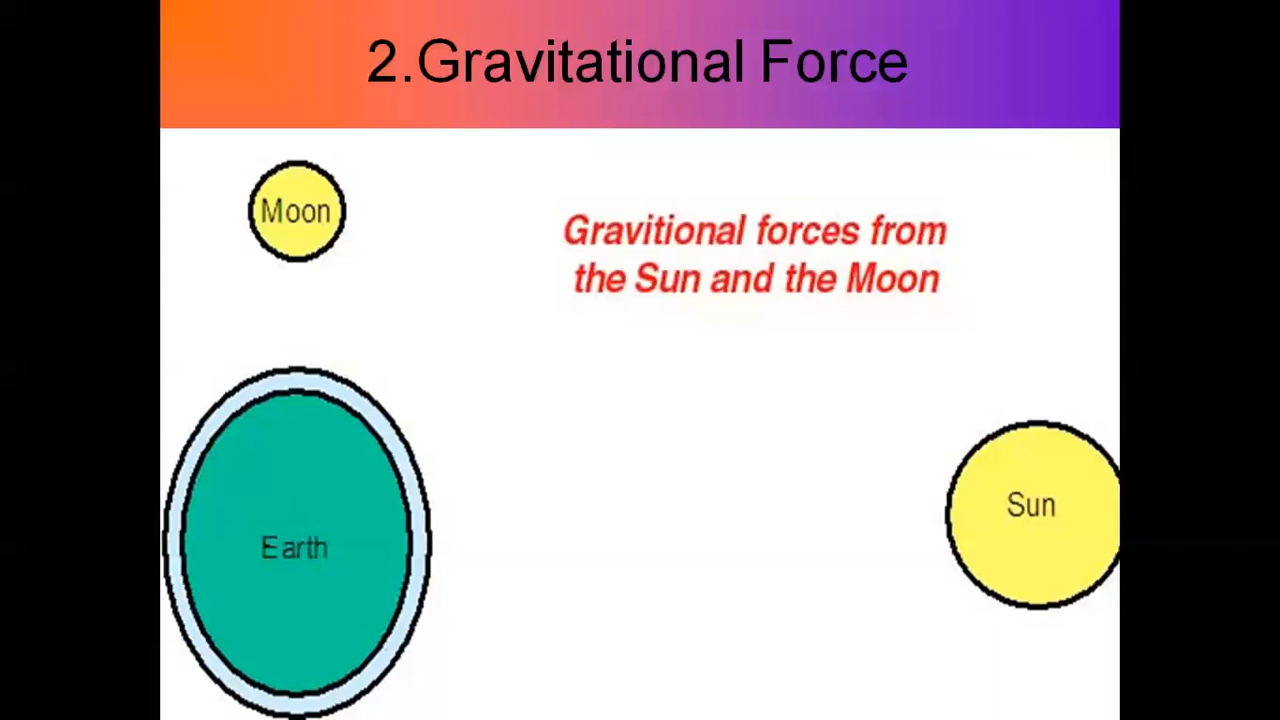 2.Gravitational Force
Moon
Gravitional forces from
the Sun and the Moon
Sun
Earth